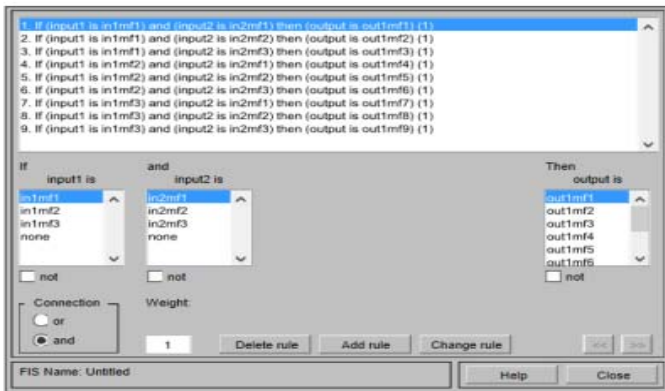 1. If (input1 is in1mf1) and (input2 is in2mf1) then (output is out1mf1) (1)
2. If (input1 is in1mf1) and (input2 is in2mf2) then (output is out1mf2) (1)
3. If (input1 is in1mf1) and (input2 is in2mf3) then (output is out1mf3) (1)
4. If (input1 is in1mf2) and (input2 is in2mf1) then (output is out1mf4) (1)
5. If (input1 is in1mf2) and (input2 is in2mf2) then (output is out1mf5) (1)
6. If (input1 is in1mf2) and (input2 is in2mf3) then (output is out1mf6) (1)
7. If (input1 is in1mf3) and (input2 is in2mf1) then (output is out1mf7) (1)
8. If (input1 is in1mf3) and (input2 is in2mf2) then (output is out1mf8) (1)
9. If (input1 is in1mf3) and (input2 is in2mf3) then (output is out1mf9) (1)
If and Then
input1 is input2 is output is
in1mf1 in2mf1 out1mf1
in1mf2 in2mf2 out1mf2
in1mf3 in2mf3 out1mf3
none none out1mf4
out1mf5
out1mf6
not not not
Connection Weight:
or
and 1 Delete rule Add rule Change rule << >>
FIS Name: Untitled Help Close